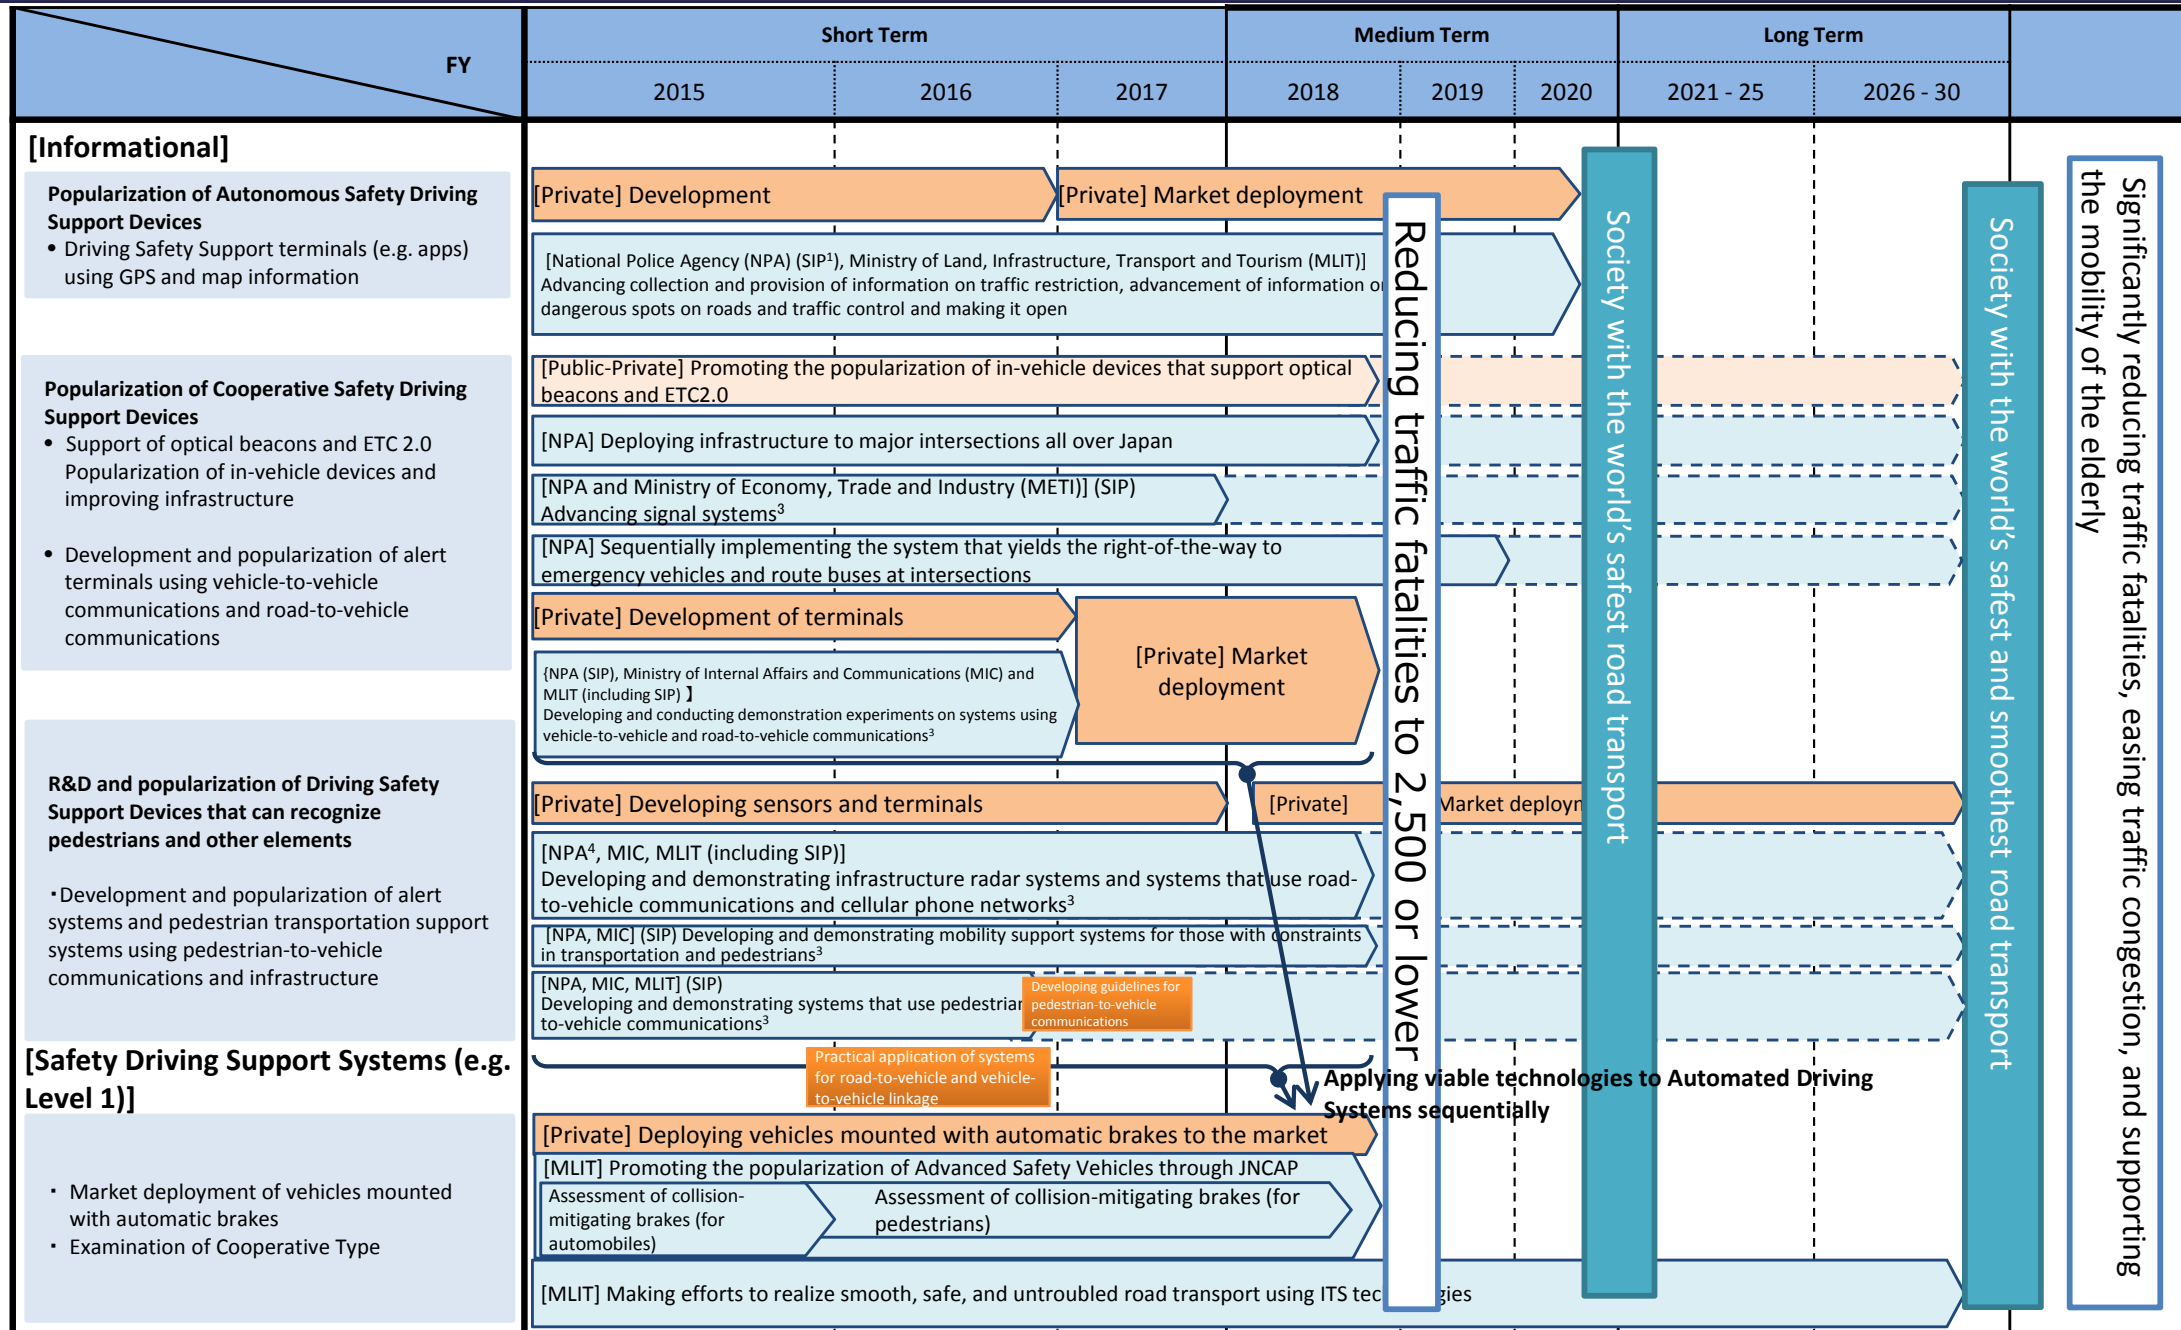 FY
Short Term
Medium Term
Long Term
2015
2016
2017
2018
2019
2020
2021 - 25
2026 - 30
[Informational]
Popularization of Autonomous Safety Driving
Support Devices
• Driving Safety Support terminals (e.g. apps)
using GPS and map information
[Private] Development
[Private] Market deployment
[National Police Agency (NPA) (SIP¹), Ministry of Land, Infrastructure, Transport and Tourism (MLIT)]
Advancing collection and provision of information on traffic restriction, advancement of information on
dangerous spots on roads and traffic control and making it open
Popularization of Cooperative Safety Driving
Support Devices
• Support of optical beacons and ETC 2.0
Popularization of in-vehicle devices and
improving infrastructure
• Development and popularization of alert
terminals using vehicle-to-vehicle
communications and road-to-vehicle
communications
[Public-Private] Promoting the popularization of in-vehicle devices that support optical
beacons and ETC2.0
[NPA] Deploying infrastructure to major intersections all over Japan
[NPA and Ministry of Economy, Trade and Industry (METI)] (SIP)
Advancing signal systems³
[NPA] Sequentially implementing the system that yields the right-of-the-way to
emergency vehicles and route buses at intersections
[Private] Development of terminals
{NPA (SIP), Ministry of Internal Affairs and Communications (MIC) and
MLIT (including SIP) 】
Developing and conducting demonstration experiments on systems using
vehicle-to-vehicle and road-to-vehicle communications³
[Private] Market
deployment
R&D and popularization of Driving Safety
Support Devices that can recognize
pedestrians and other elements
・Development and popularization of alert
systems and pedestrian transportation support
systems using pedestrian-to-vehicle
communications and infrastructure
[Private] Developing sensors and terminals
[Private]
Market deploym
[NPA⁴, MIC, MLIT (including SIP)]
Developing and demonstrating infrastructure radar systems and systems that use road-
to-vehicle communications and cellular phone networks³
[NPA, MIC] (SIP) Developing and demonstrating mobility support systems for those with constraints
in transportation and pedestrians³
[NPA, MIC, MLIT] (SIP)
Developing and demonstrating systems that use pedestrian
to-vehicle communications³
Developing guidelines for
pedestrian-to-vehicle
communications
[Safety Driving Support Systems (e.g.
Level 1)]
Practical application of systems
for road-to-vehicle and vehicle-
to-vehicle linkage
Applying viable technologies to Automated Driving
Systems sequentially
・ Market deployment of vehicles mounted
with automatic brakes
・ Examination of Cooperative Type
[Private] Deploying vehicles mounted with automatic brakes to the market
[MLIT] Promoting the popularization of Advanced Safety Vehicles through JNCAP
Assessment of collision-
mitigating brakes (for
automobiles)
Assessment of collision-mitigating brakes (for
pedestrians)
[MLIT] Making efforts to realize smooth, safe, and untroubled road transport using ITS tec gies
Reducing traffic fatalities to 2,500 or lower
Society with the world's safest road transport
Society with the world's safest and smoothest road transport
Significantly reducing traffic fatalities, easing traffic congestion, and supporting
the mobility of the elderly